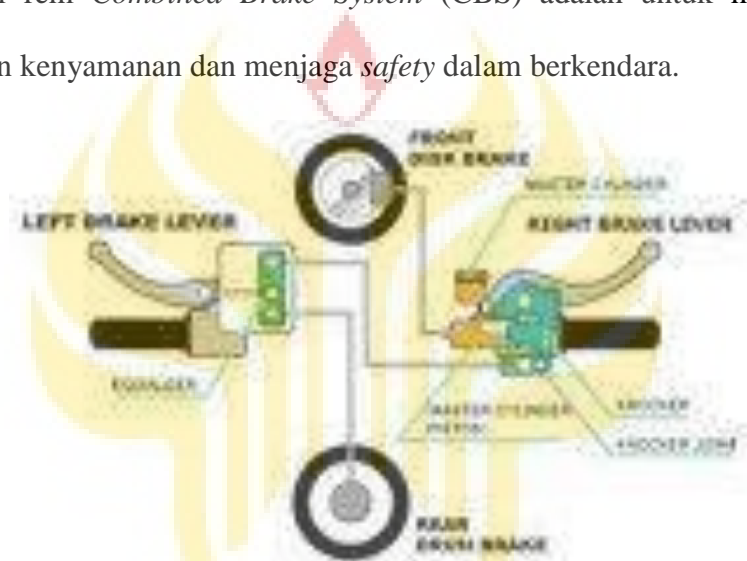 rem Combined Brake System (CBS) adalah untuk
kenyamanan dan menjaga safety dalam berkendara.
FRONT
DISK BRAKE
MASTER CYLINDER
LEFT BRAKE LEVER
RIGHT BRAKE LEVER
EQUALIZER
MASTER CYLINDER
PISTON
KNOCKER
KNOCKER JOINT
REAR
DRUM BRAKE